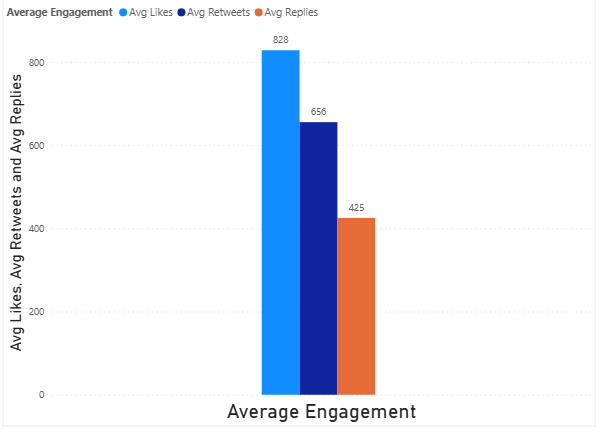 Average Engagement Avg Likes Avg Retweets Avg Replies
Avg Likes, Avg Retweets and Avg Replies
828
800
656
600
425
400
200
0
Average Engagement